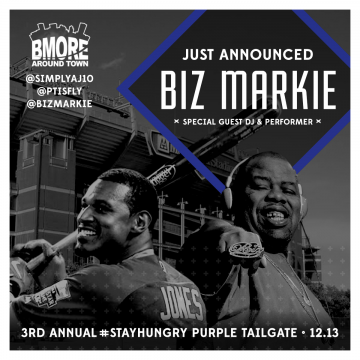 BMORE
AROUND TOWN
@SIMPLYAJ10
@PTISFLY
@BIZMARKIE
JUST ANNOUNCED
BIZ MARKIE
× SPECIAL GUEST DJ & PERFORMER ×
JONES
3RD ANNUAL #STAYHUNGRY PURPLE TAILGATE • 12.13